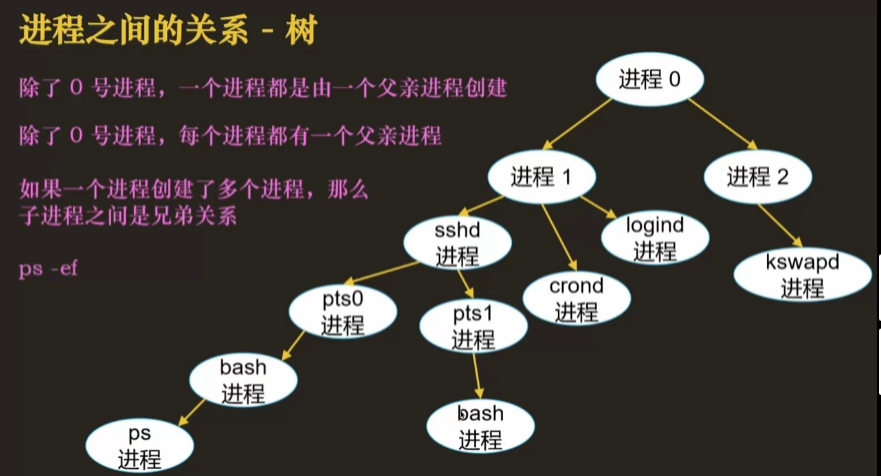 进程之间的关系 - 树
除了 0 号进程，一个进程都是由一个父亲进程创建
除了 0 号进程，每个进程都有一个父亲进程
如果一个进程创建了多个进程，那么
子进程之间是兄弟关系
ps -ef
进程 0
进程 1
进程 2
sshd
进程
logind
进程
kswapd
进程
crond
进程
pts0
进程
pts1
进程
bash
进程
bash
进程
ps
进程